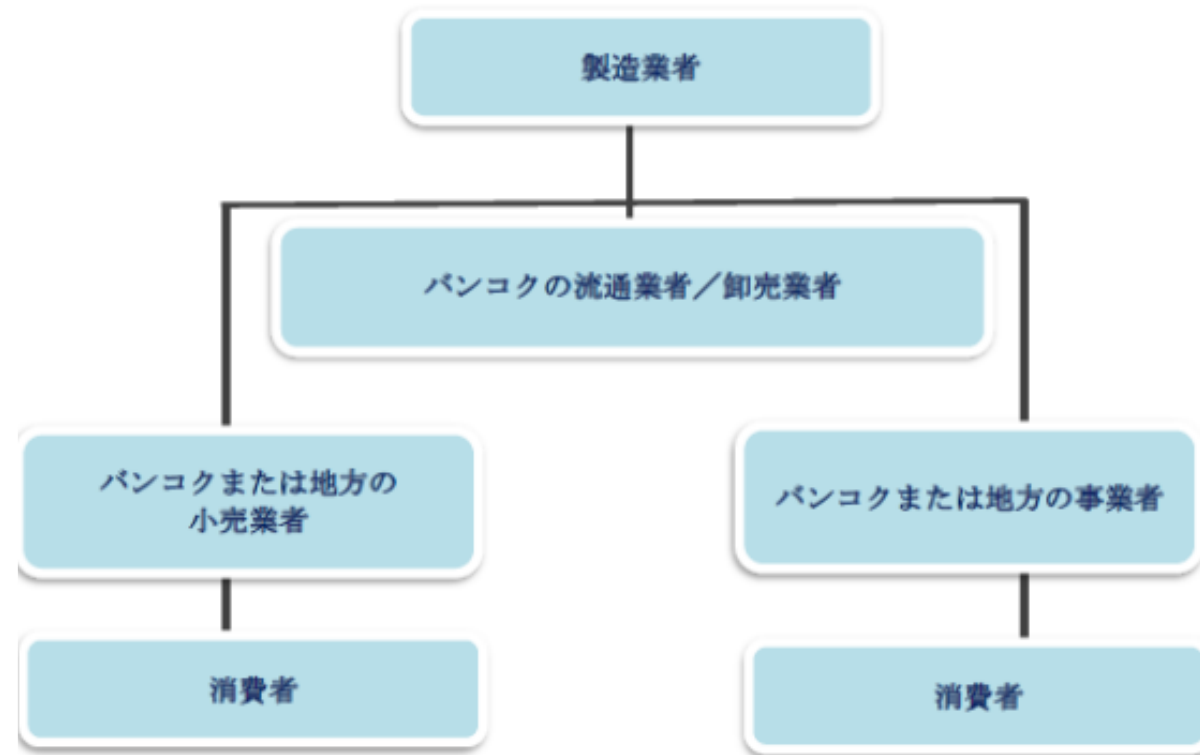 製造業者
バンコクの流通業者／卸売業者
バンコクまたは地方の
小売業者
バンコクまたは地方の事業者
消費者
消費者